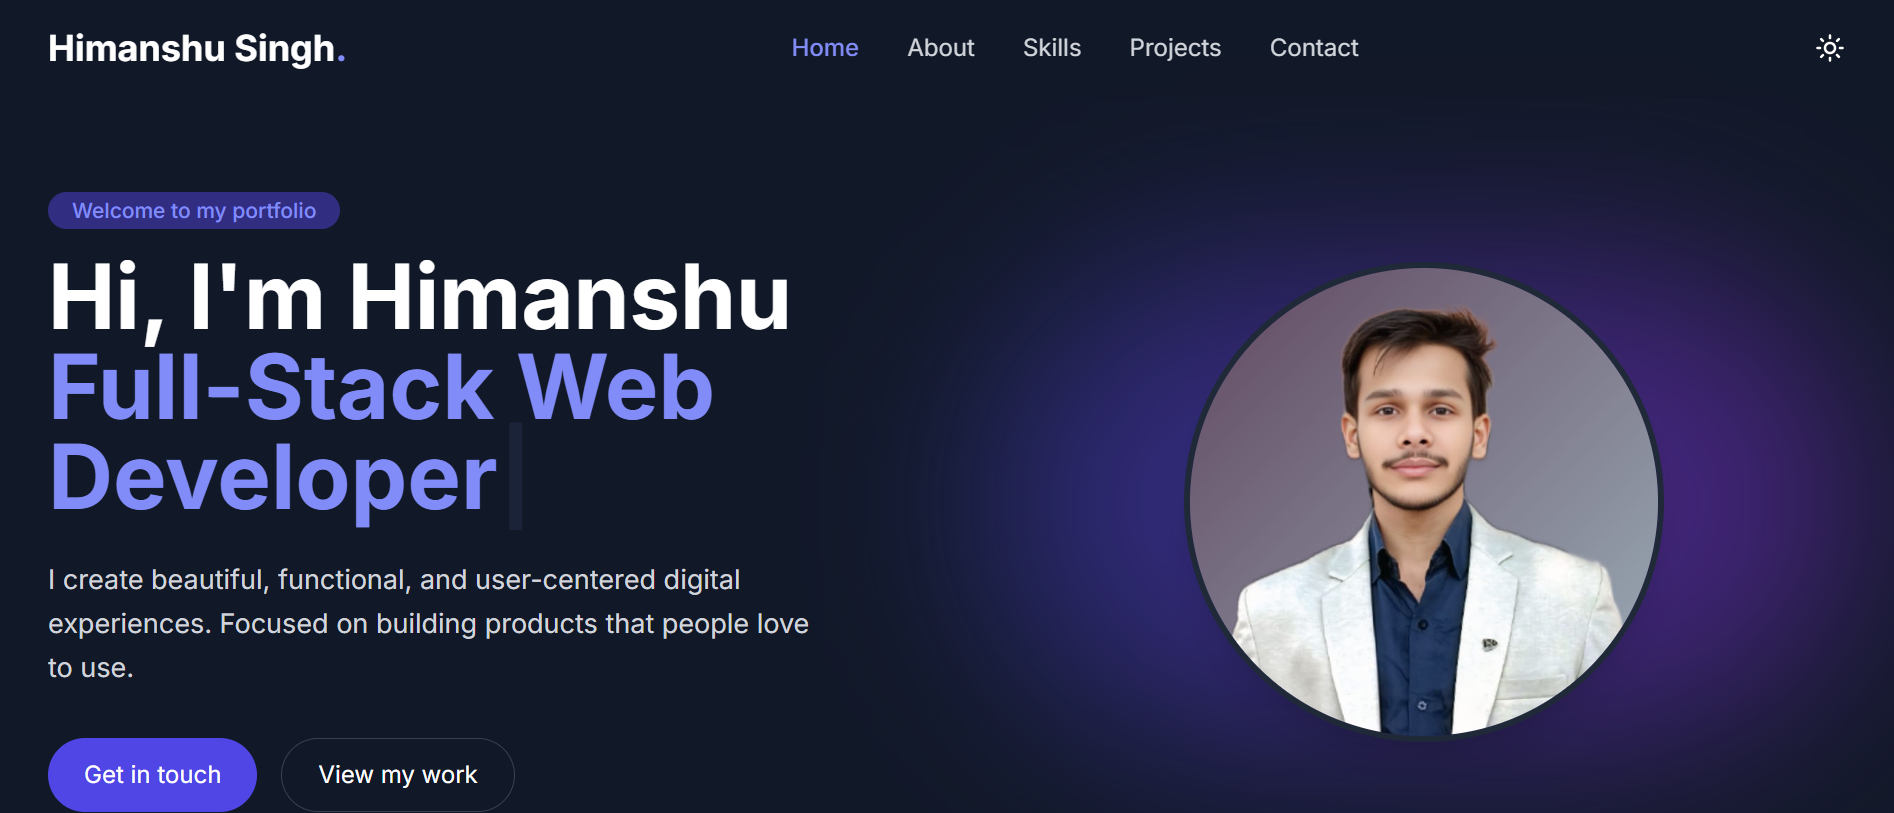 Himanshu Singh.
Home About Skills Projects Contact
Welcome to my portfolio
Hi, I'm Himanshu
Full-Stack Web
Developer
I create beautiful, functional, and user-centered digital
experiences. Focused on building products that people love
to use.
Get in touch View my work